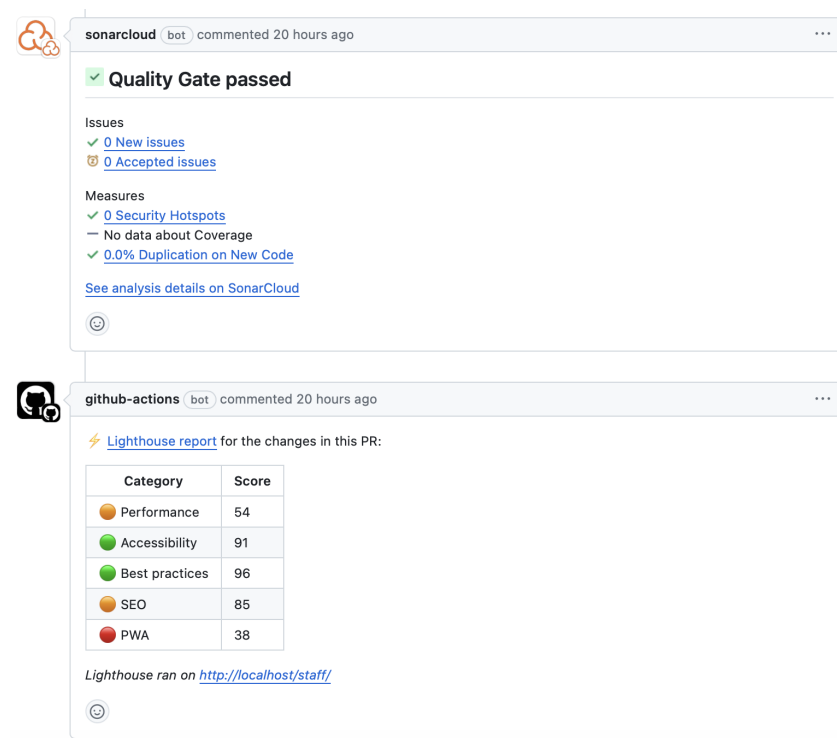 sonarcloud bot commented 20 hours ago
Quality Gate passed
Issues
0 New issues
0 Accepted issues
Measures
0 Security Hotspots
No data about Coverage
0.0% Duplication on New Code
See analysis details on SonarCloud
github-actions bot commented 20 hours ago
⚡ Lighthouse report for the changes in this PR:
Category Score
🟠 Performance 54
🟢 Accessibility 91
🟢 Best practices 96
🟠 SEO 85
🔴 PWA 38
Lighthouse ran on http://localhost/staff/